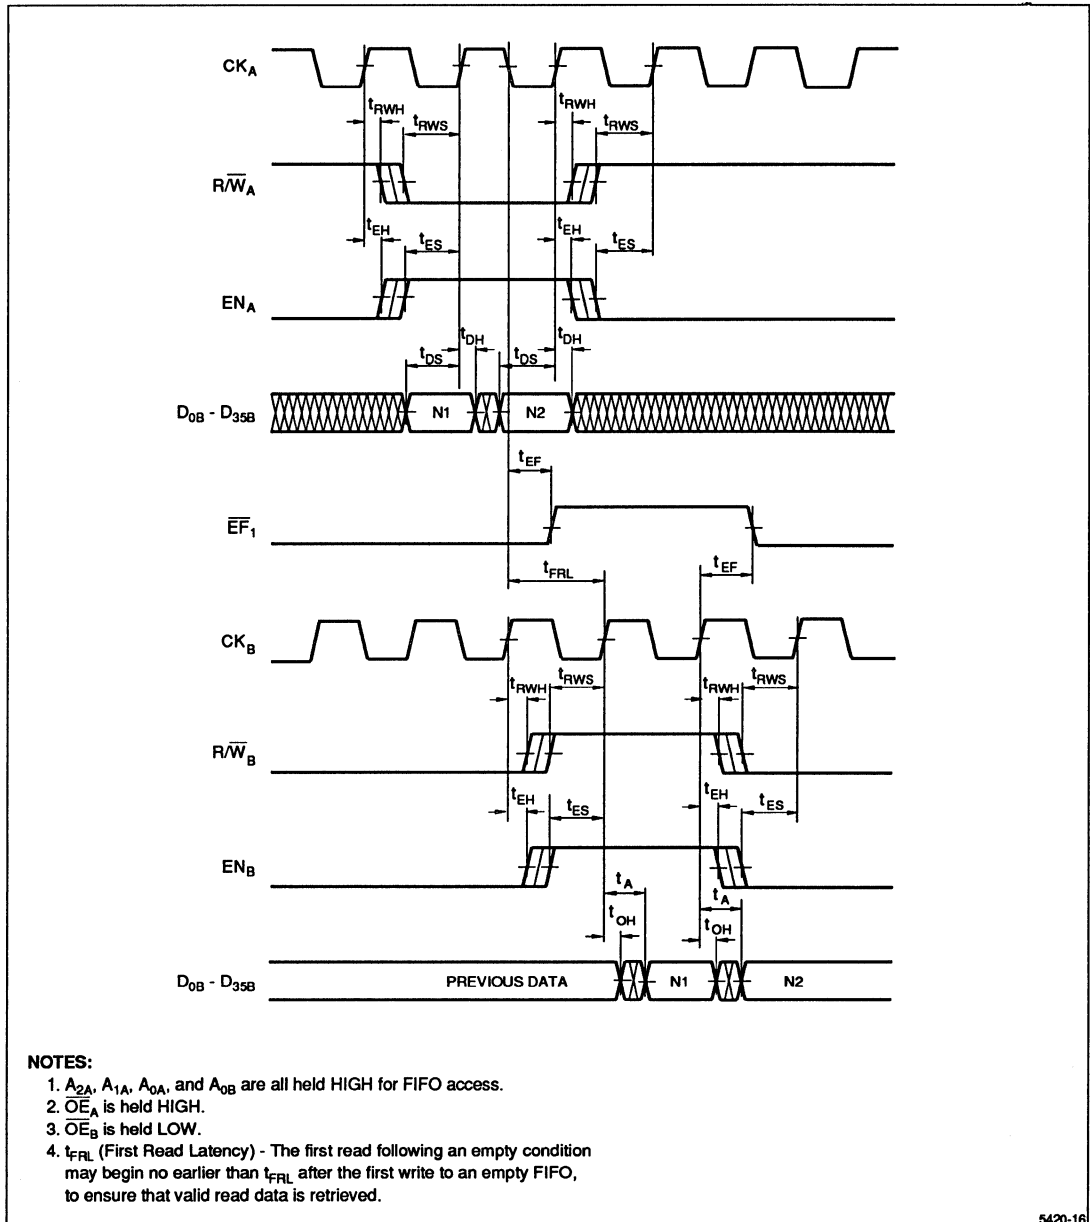 CK_A
t_RWH t_RWS t_RWH t_RWS
R/W̅_A
t_EH t_ES t_EH t_ES
EN_A
t_DS t_DH t_DS t_DH
D_0B - D_35B N1 N2
t_EF
E̅F̅_1
t_FRL t_EF
CK_B
t_RWH t_RWS t_RWH t_RWS
R/W̅_B
t_EH t_ES t_EH t_ES
EN_B
t_A t_A
t_OH t_OH
D_0B - D_35B PREVIOUS DATA N1 N2
NOTES:
1. A_2A, A_1A, A_0A, and A_0B are all held HIGH for FIFO access.
2. O̅E̅_A is held HIGH.
3. O̅E̅_B is held LOW.
4. t_FRL (First Read Latency) - The first read following an empty condition
may begin no earlier than t_FRL after the first write to an empty FIFO,
to ensure that valid read data is retrieved.
5420-16